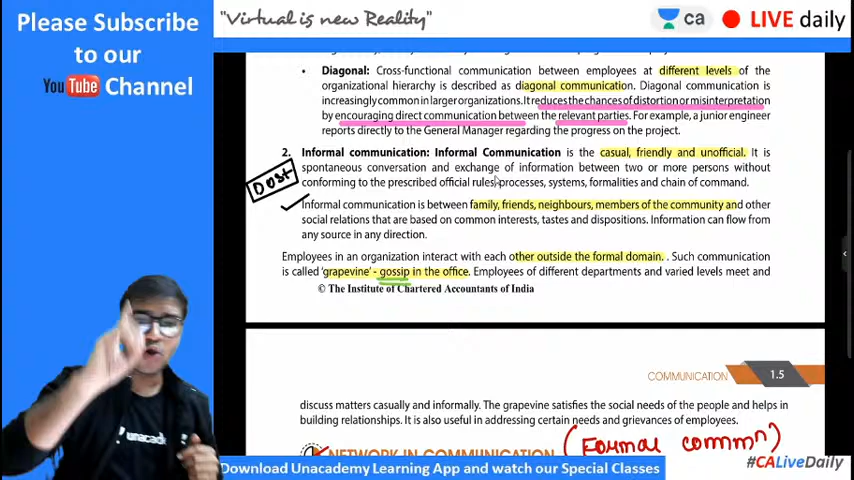 Please Subscribe
to our
YouTube Channel
"Virtual is new Reality"
ca
LIVE daily
• Diagonal: Cross-functional communication between employees at different levels of the
organizational hierarchy is described as diagonal communication. Diagonal communication is
increasingly common in larger organizations. It reduces the chances of distortion or misinterpretation
by encouraging direct communication between the relevant parties. For example, a junior engineer
reports directly to the General Manager regarding the progress on the project.
2. Informal communication: Informal Communication is the casual, friendly and unofficial. It is
spontaneous conversation and exchange of information between two or more persons without
conforming to the prescribed official rules, processes, systems, formalities and chain of command.
Dost
Informal communication is between family, friends, neighbours, members of the community and other
social relations that are based on common interests, tastes and dispositions. Information can flow from
any source in any direction.
Employees in an organization interact with each other outside the formal domain. . Such communication
is called 'grapevine' - gossip in the office. Employees of different departments and varied levels meet and
© The Institute of Chartered Accountants of India
COMMUNICATION 1.5
discuss matters casually and informally. The grapevine satisfies the social needs of the people and helps in
building relationships. It is also useful in addressing certain needs and grievances of employees.
NETWORK IN COMMUNICATION (Formal commn)
unacade
Download Unacademy Learning App and watch our Special Classes
#CALiveDaily